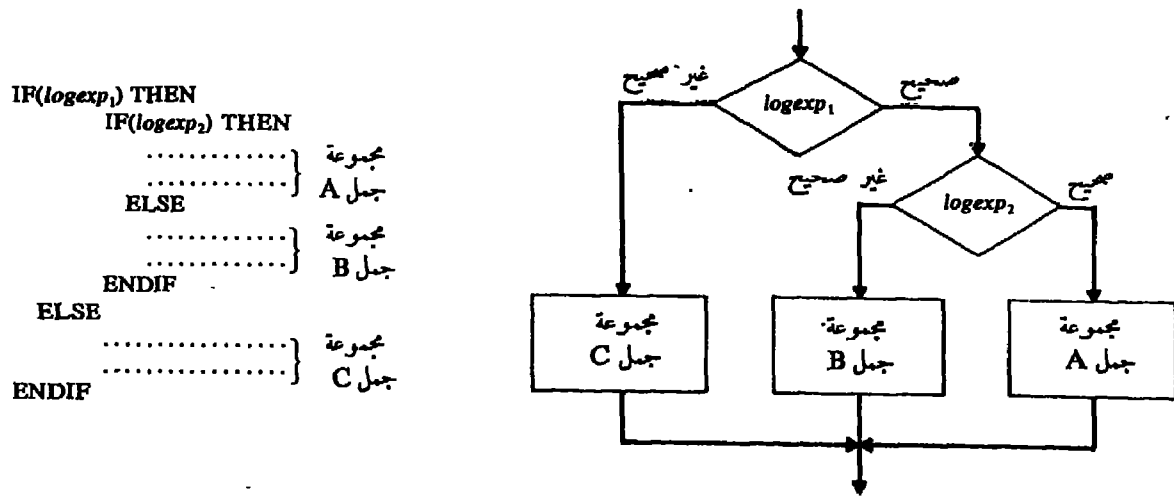 IF(logexp₁) THEN
IF(logexp₂) THEN
.............} مجموعة
.............} جمل A
ELSE
.............} مجموعة
.............} جمل B
ENDIF
ELSE
.................} مجموعة
.................} جمل C
ENDIF
غير صحيح
صحيح
logexp₁
غير صحيح
صحيح
logexp₂
مجموعة
جمل C
مجموعة
جمل B
مجموعة
جمل A